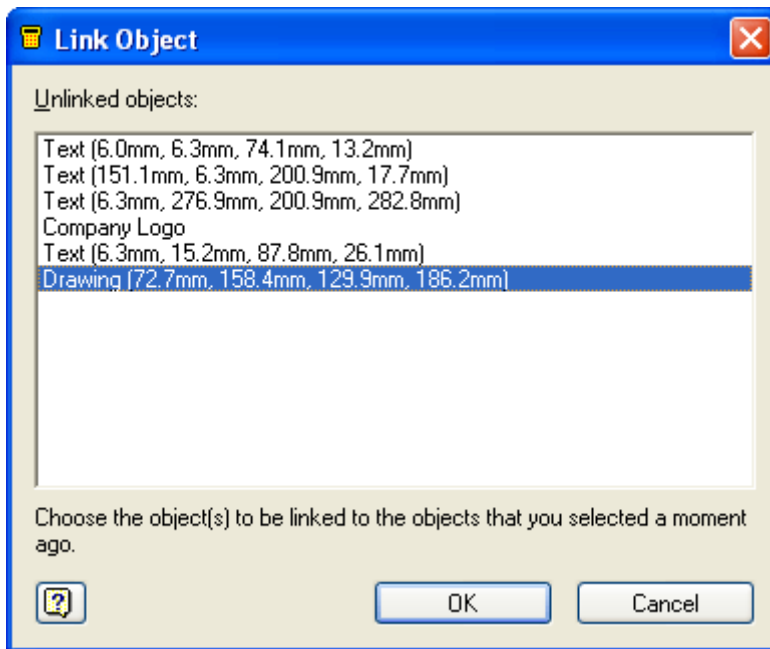 Link Object
Unlinked objects:
Text (6.0mm, 6.3mm, 74.1mm, 13.2mm)
Text (151.1mm, 6.3mm, 200.9mm, 17.7mm)
Text (6.3mm, 276.9mm, 200.9mm, 282.8mm)
Company Logo
Text (6.3mm, 15.2mm, 87.8mm, 26.1mm)
Drawing (72.7mm, 158.4mm, 129.9mm, 186.2mm)
Choose the object(s) to be linked to the objects that you selected a moment
ago.
OK Cancel